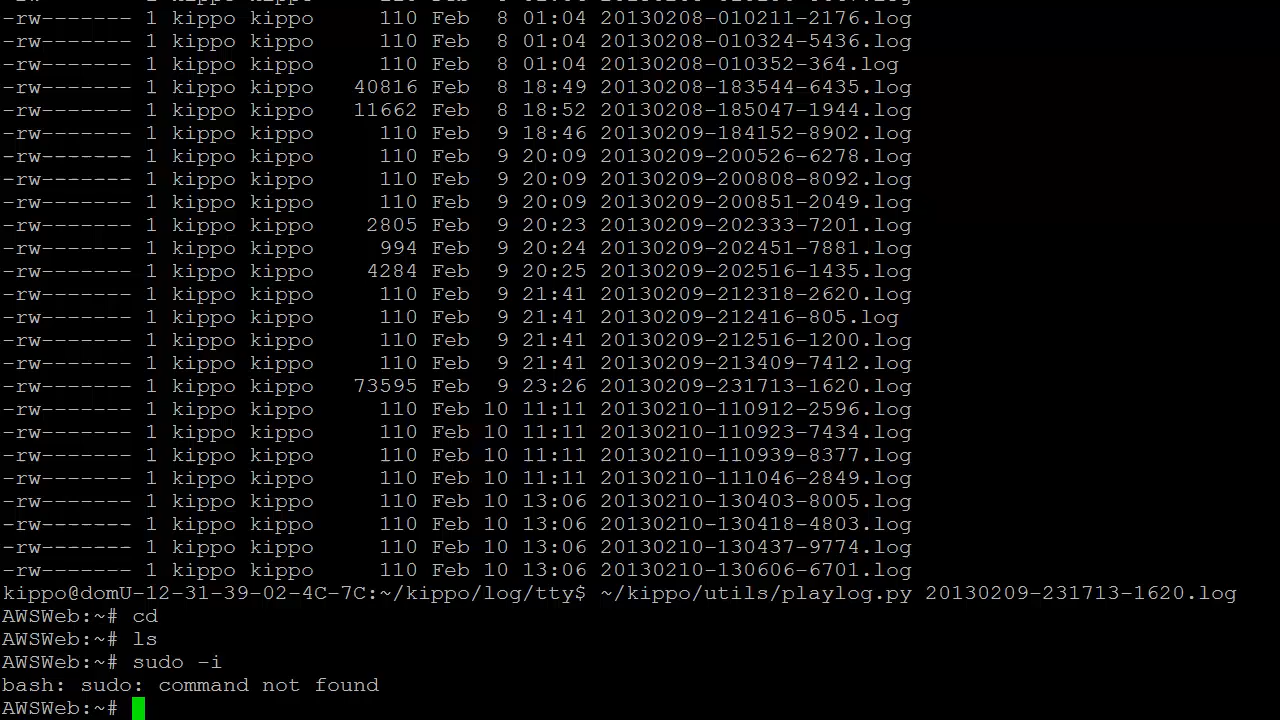 -rw------- 1 kippo kippo 110 Feb 8 01:04 20130208-010211-2176.log
-rw------- 1 kippo kippo 110 Feb 8 01:04 20130208-010324-5436.log
-rw------- 1 kippo kippo 110 Feb 8 01:04 20130208-010352-364.log
-rw------- 1 kippo kippo 40816 Feb 8 18:49 20130208-183544-6435.log
-rw------- 1 kippo kippo 11662 Feb 8 18:52 20130208-185047-1944.log
-rw------- 1 kippo kippo 110 Feb 9 18:46 20130209-184152-8902.log
-rw------- 1 kippo kippo 110 Feb 9 20:09 20130209-200526-6278.log
-rw------- 1 kippo kippo 110 Feb 9 20:09 20130209-200808-8092.log
-rw------- 1 kippo kippo 110 Feb 9 20:09 20130209-200851-2049.log
-rw------- 1 kippo kippo 2805 Feb 9 20:23 20130209-202333-7201.log
-rw------- 1 kippo kippo 994 Feb 9 20:24 20130209-202451-7881.log
-rw------- 1 kippo kippo 4284 Feb 9 20:25 20130209-202516-1435.log
-rw------- 1 kippo kippo 110 Feb 9 21:41 20130209-212318-2620.log
-rw------- 1 kippo kippo 110 Feb 9 21:41 20130209-212416-805.log
-rw------- 1 kippo kippo 110 Feb 9 21:41 20130209-212516-1200.log
-rw------- 1 kippo kippo 110 Feb 9 21:41 20130209-213409-7412.log
-rw------- 1 kippo kippo 73595 Feb 9 23:26 20130209-231713-1620.log
-rw------- 1 kippo kippo 110 Feb 10 11:11 20130210-110912-2596.log
-rw------- 1 kippo kippo 110 Feb 10 11:11 20130210-110923-7434.log
-rw------- 1 kippo kippo 110 Feb 10 11:11 20130210-110939-8377.log
-rw------- 1 kippo kippo 110 Feb 10 11:11 20130210-111046-2849.log
-rw------- 1 kippo kippo 110 Feb 10 13:06 20130210-130403-8005.log
-rw------- 1 kippo kippo 110 Feb 10 13:06 20130210-130418-4803.log
-rw------- 1 kippo kippo 110 Feb 10 13:06 20130210-130437-9774.log
-rw------- 1 kippo kippo 110 Feb 10 13:06 20130210-130606-6701.log
kippo@domU-12-31-39-02-4C-7C:~/kippo/log/tty$ ~/kippo/utils/playlog.py 20130209-231713-1620.log
AWSWeb:~# cd
AWSWeb:~# ls
AWSWeb:~# sudo -i
bash: sudo: command not found
AWSWeb:~#